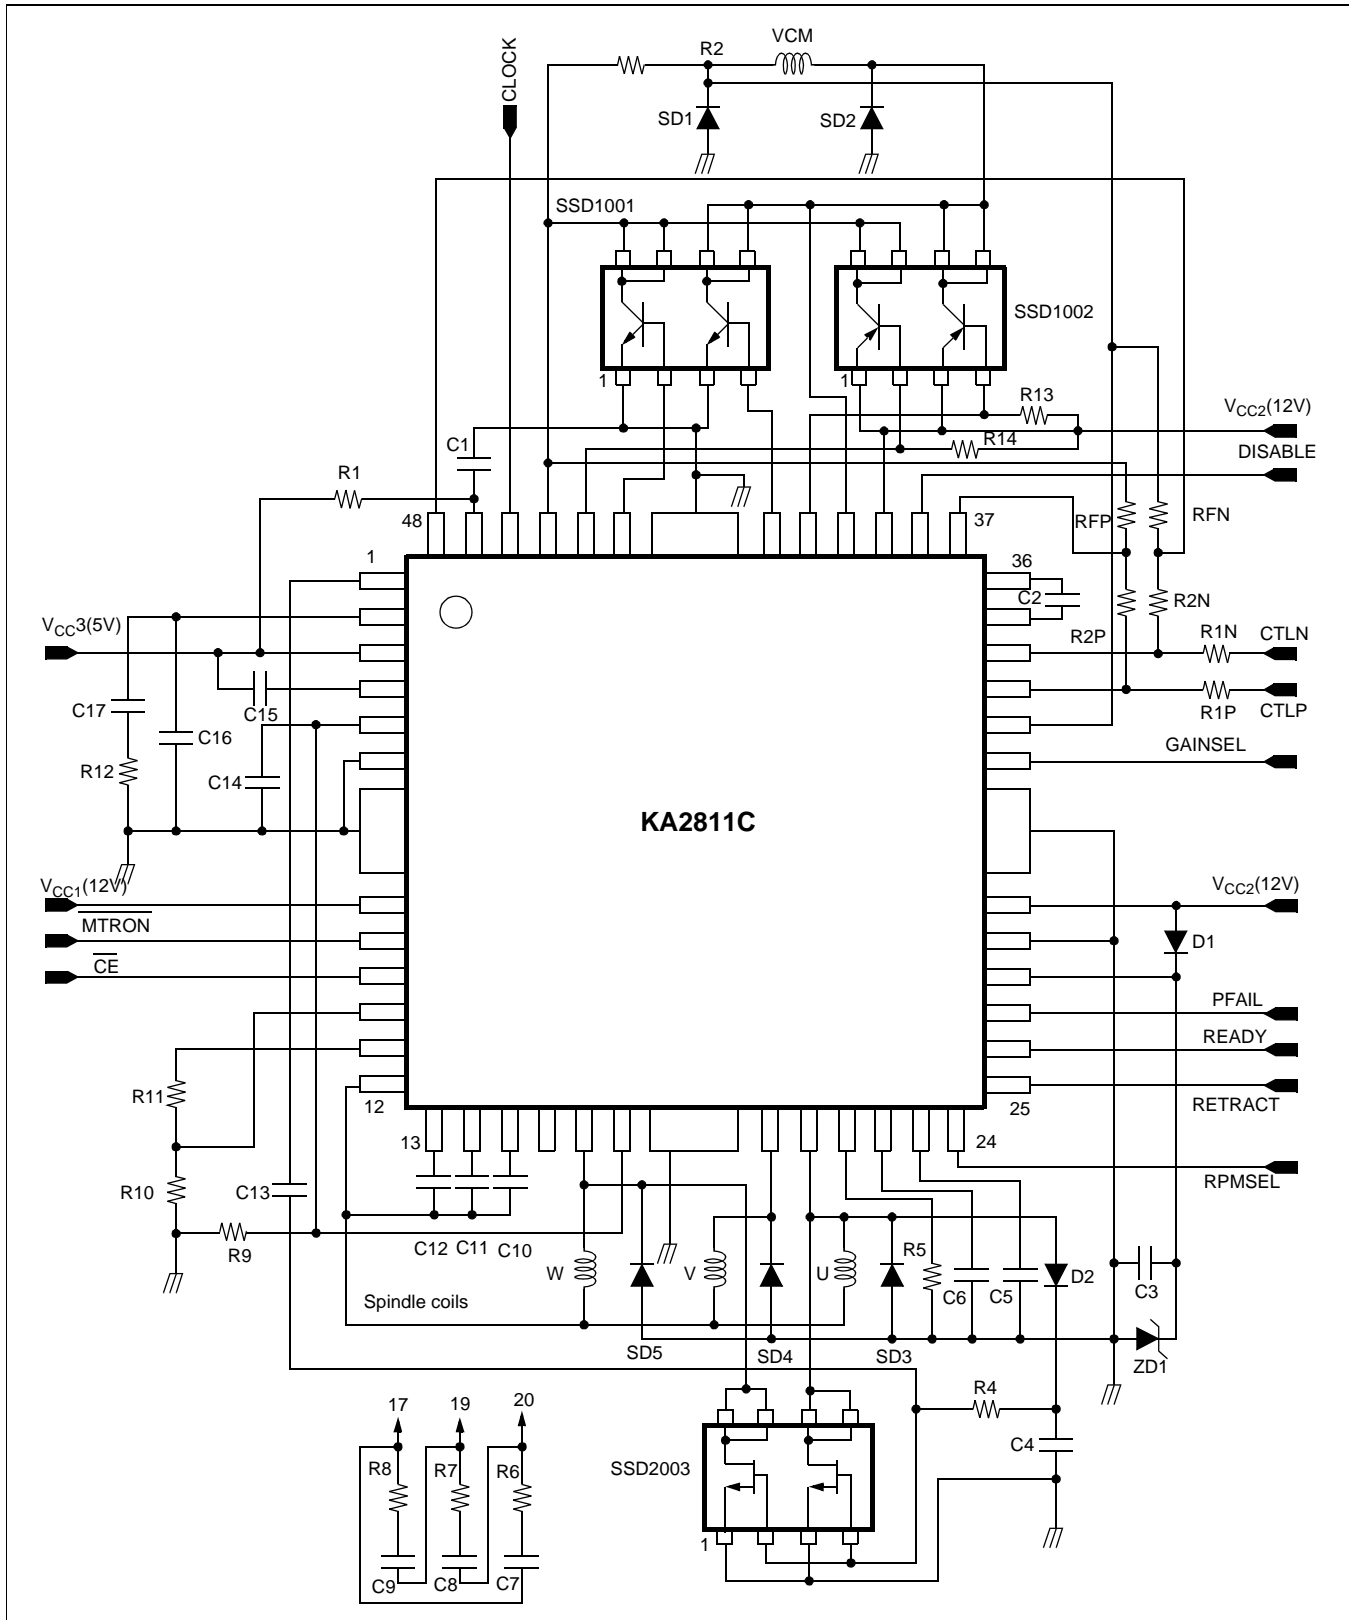 CLOCK
R2
VCM
SD1
SD2
SSD1001
SSD1002
1
1
R13
VCC2(12V)
R14
DISABLE
C1
R1
48
37
RFP
RFN
1
36
C2
R2N
VCC3(5V)
R2P
R1N
CTLN
C17
C15
R1P
CTLP
C16
GAINSEL
R12
C14
KA2811C
VCC1(12V)
VCC2(12V)
MTRON
D1
CE
PFAIL
READY
R11
12
25
RETRACT
13
24
R10
C13
RPMSEL
R9
C12
C11
C10
W
V
U
R5
C6
C5
D2
C3
Spindle coils
SD5
SD4
SD3
ZD1
17
19
20
R4
R8
R7
R6
SSD2003
C4
1
C9
C8
C7